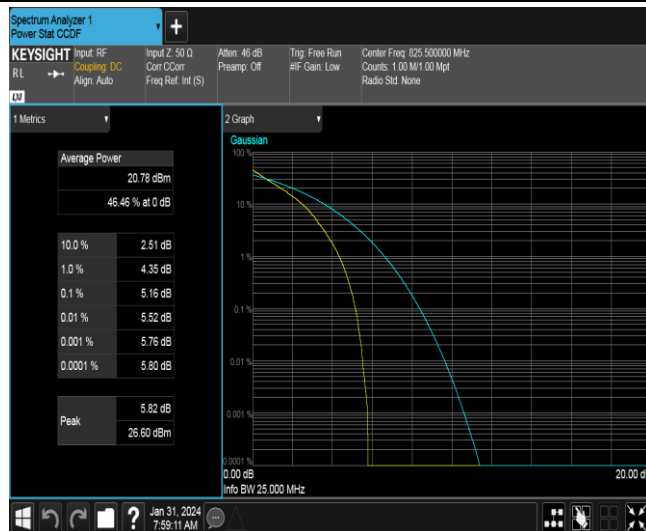 Spectrum Analyzer 1
Power Stat CCDF
+
KEYSIGHT
RL
Input: RF
Coupling: DC
Align: Auto
Input Z: 50 Ω
Corr CCorr
Freq Ref: Int (S)
Atten: 46 dB
Preamp: Off
Trig: Free Run
#IF Gain: Low
Center Freq: 825.500000 MHz
Counts: 1.00 M/1.00 Mpt
Radio Std: None
1 Metrics
Average Power
20.78 dBm
46.46 % at 0 dB
10.0 % 2.51 dB
1.0 % 4.35 dB
0.1 % 5.16 dB
0.01 % 5.52 dB
0.001 % 5.76 dB
0.0001 % 5.80 dB
Peak
5.82 dB
26.60 dBm
2 Graph
Gaussian
100 %
10 %
1 %
0.1 %
0.01 %
0.001 %
0.0001 %
0.00 dB
20.00 d
Info BW 25.000 MHz
?
Jan 31, 2024
7:59:11 AM